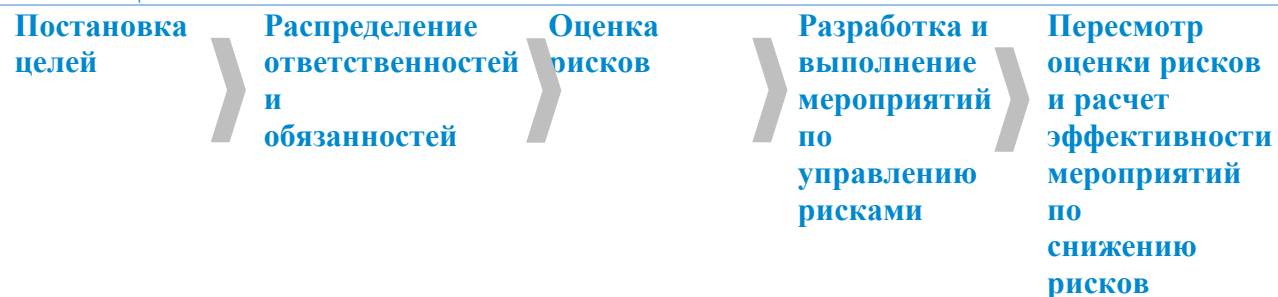 Постановка
целей
Распределение
ответственностей
и
обязанностей
Оценка
рисков
Разработка и
выполнение
мероприятий
по
управлению
рисками
Пересмотр
оценки рисков
и расчет
эффективности
мероприятий
по
снижению
рисков